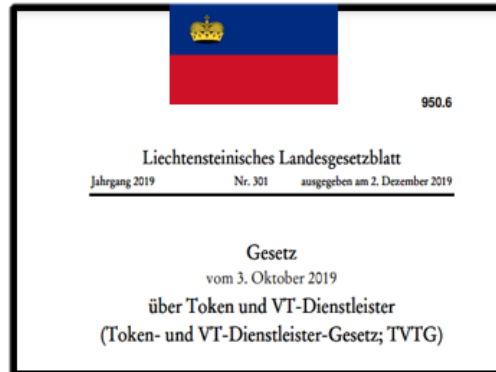 950.6
Liechtensteinisches Landesgesetzblatt
Jahrgang 2019 Nr. 301 ausgegeben am 2. Dezember 2019
Gesetz
vom 3. Oktober 2019
über Token und VT-Dienstleister
(Token- und VT-Dienstleister-Gesetz; TVTG)